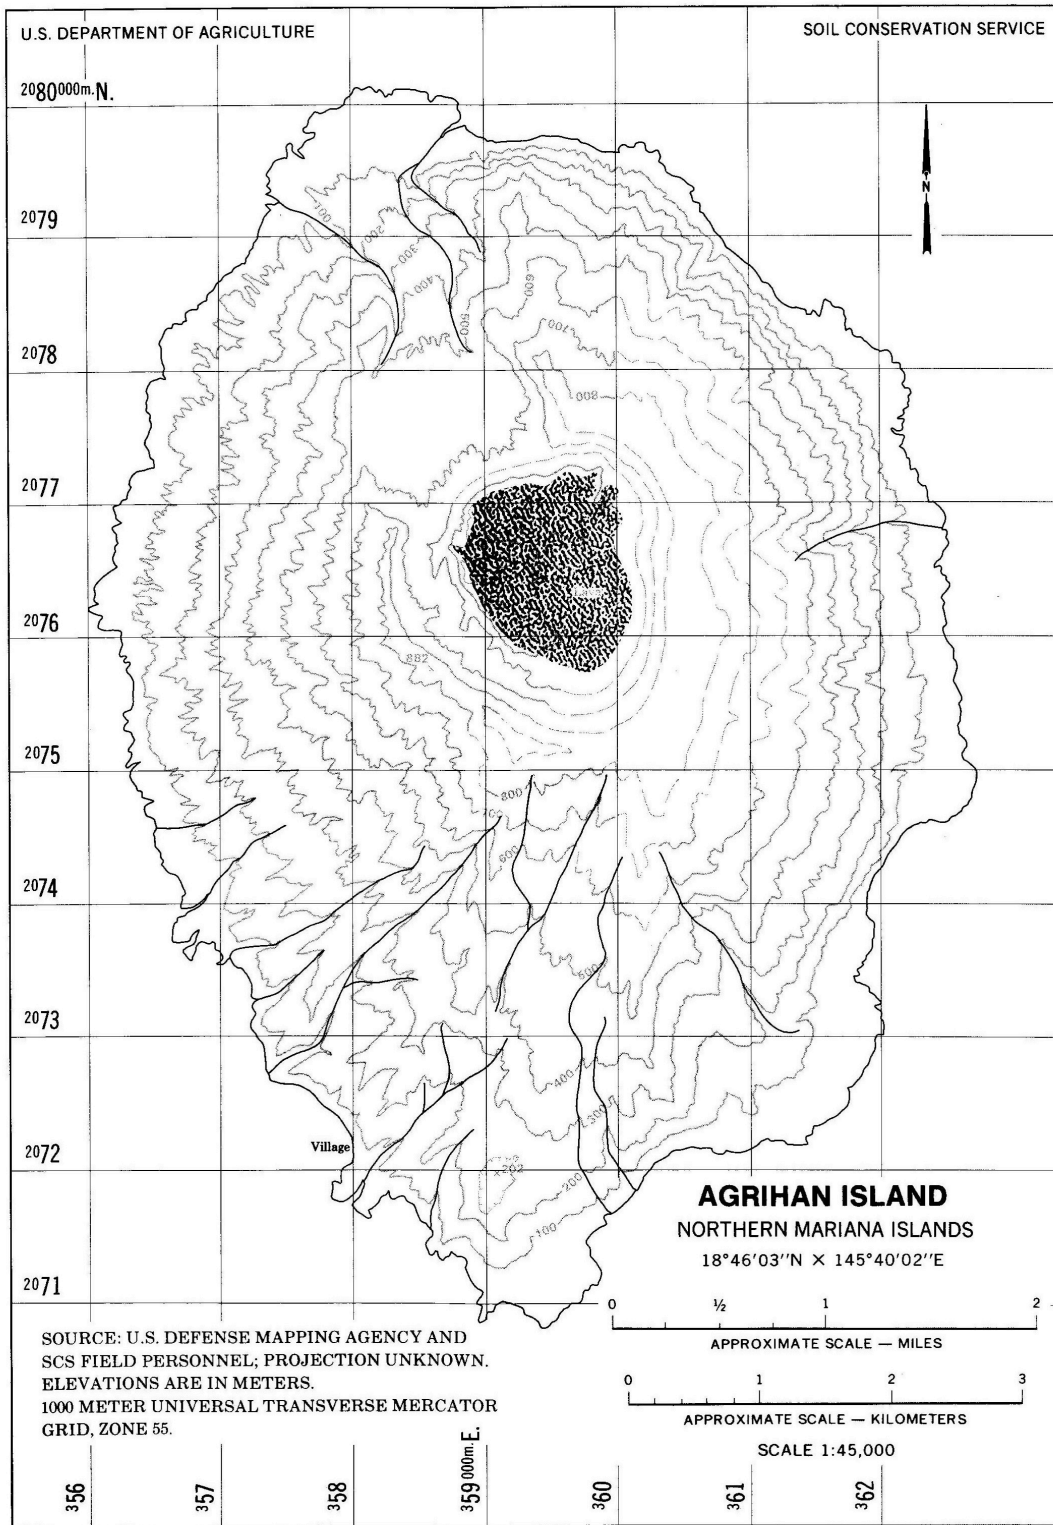 U.S. DEPARTMENT OF AGRICULTURE
SOIL CONSERVATION SERVICE
2080000m.N.
N
2079
100
200
300
400
500
600
700
800
2078
2077
Lake
2076
882
2075
800
600
2074
500
2073
400
300
Village
2072
202
200
100
AGRIHAN ISLAND
NORTHERN MARIANA ISLANDS
18°46'03"N × 145°40'02"E
2071
0 ½ 1 2
APPROXIMATE SCALE — MILES
SOURCE: U.S. DEFENSE MAPPING AGENCY AND
SCS FIELD PERSONNEL; PROJECTION UNKNOWN.
ELEVATIONS ARE IN METERS.
1000 METER UNIVERSAL TRANSVERSE MERCATOR
GRID, ZONE 55.
0 1 2 3
APPROXIMATE SCALE — KILOMETERS
SCALE 1:45,000
356
357
358
359000m.E.
360
361
362